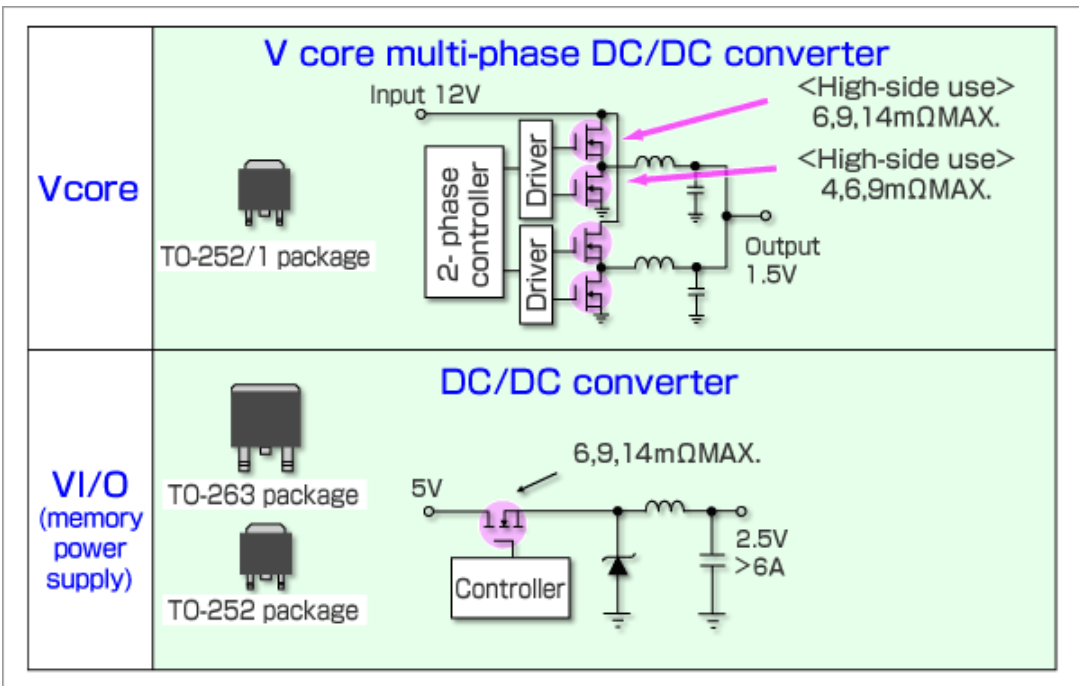 Vcore
V core multi-phase DC/DC converter
TO-252/1 package
Input 12V
2- phase
controller
Driver
Driver
<High-side use>
6,9,14mΩMAX.
<High-side use>
4,6,9mΩMAX.
Output
1.5V
VI/O
(memory
power
supply)
DC/DC converter
TO-263 package
TO-252 package
6,9,14mΩMAX.
5V
Controller
2.5V
>6A